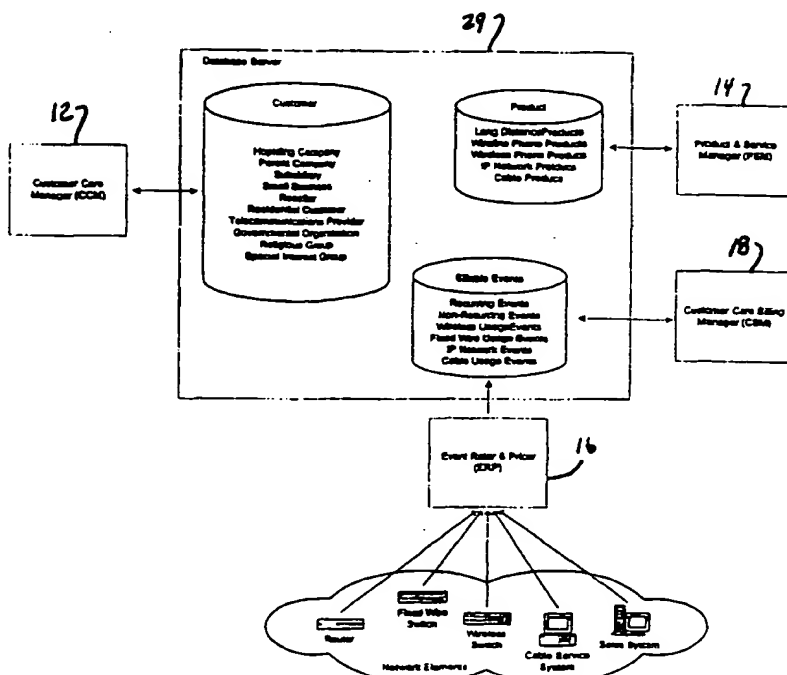 29
Database Server
Customer
Hopiding Company
Parent Company
Subsidiary
Small Business
Reseller
Residential Customer
Telecommunications Provider
Governmental Organization
Religious Group
Special Interest Group
12
Customer Care
Manager (CCM)
Product
Long DistanceProducts
Wireline Phone Products
Wireless Phone Products
IP Network Products
Cable Products
14
Product & Service
Manager (PSM)
Billable Events
Recurring Events
Non-Recurring Events
Wireless UsageEvents
Fixed Wire Usage Events
IP Network Events
Cable Usage Events
18
Customer Care Billing
Manager (CBM)
Event Rater & Pricer
(ERP)
16
Router
Fixed Wire
Switch
Wireless
Switch
Cable Service
System
Sales System
Network Elements